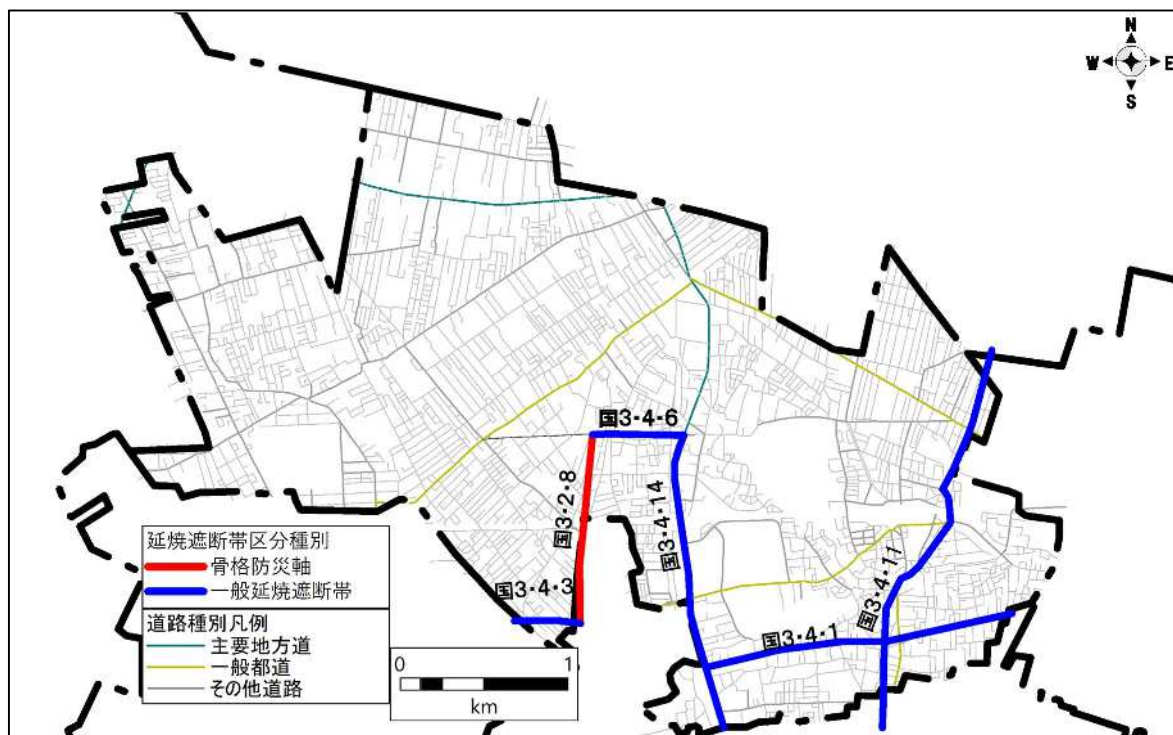 N
W E
S
国3・4・6
国3・2・8
国3・4・14
国3・4・3
国3・4・11
国3・4・1
延焼遮断帯区分種別
骨格防災軸
一般延焼遮断帯
道路種別凡例
主要地方道
一般都道
その他道路
0 1
km